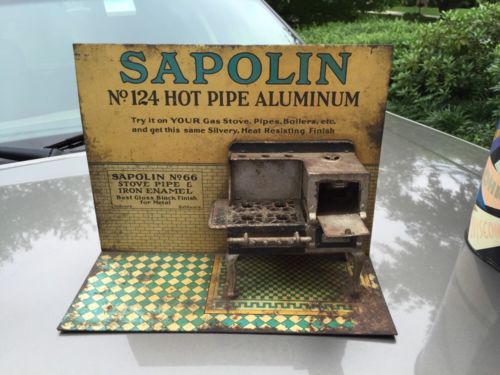 SAPOLIN
No 124 HOT PIPE ALUMINUM
Try it on YOUR Gas Stove, Pipes, Boilers, etc.
and get this same Silvery, Heat Resisting Finish
SAPOLIN No 66
STOVE PIPE &
IRON ENAMEL
Best Gloss Black Finish
for Metal